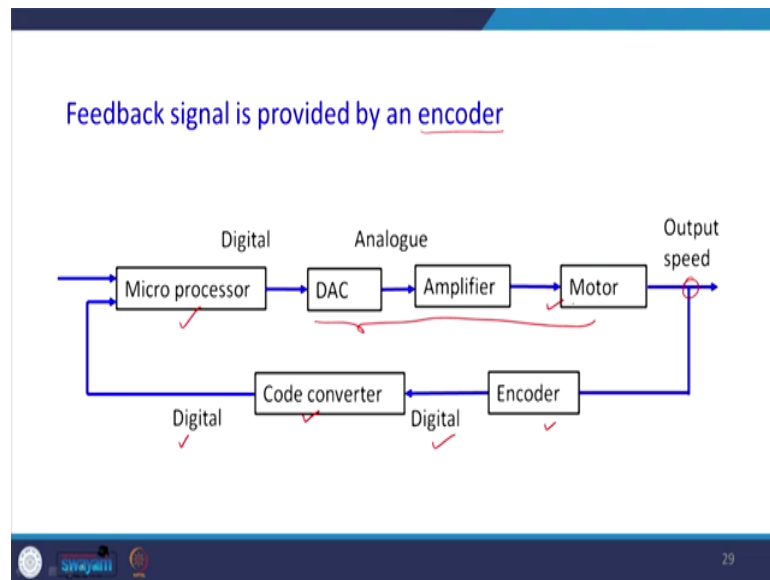 Feedback signal is provided by an encoder
Output
speed
Digital
Analogue
Micro processor
DAC
Amplifier
Motor
Code converter
Encoder
Digital
Digital
swayam
29